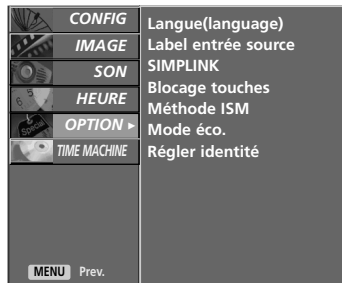 CONFIG
IMAGE
SON
HEURE
OPTION ►
TIME MACHINE
Langue(language)
Label entrée source
SIMPLINK
Blocage touches
Méthode ISM
Mode éco.
Régler identité
MENU Prev.